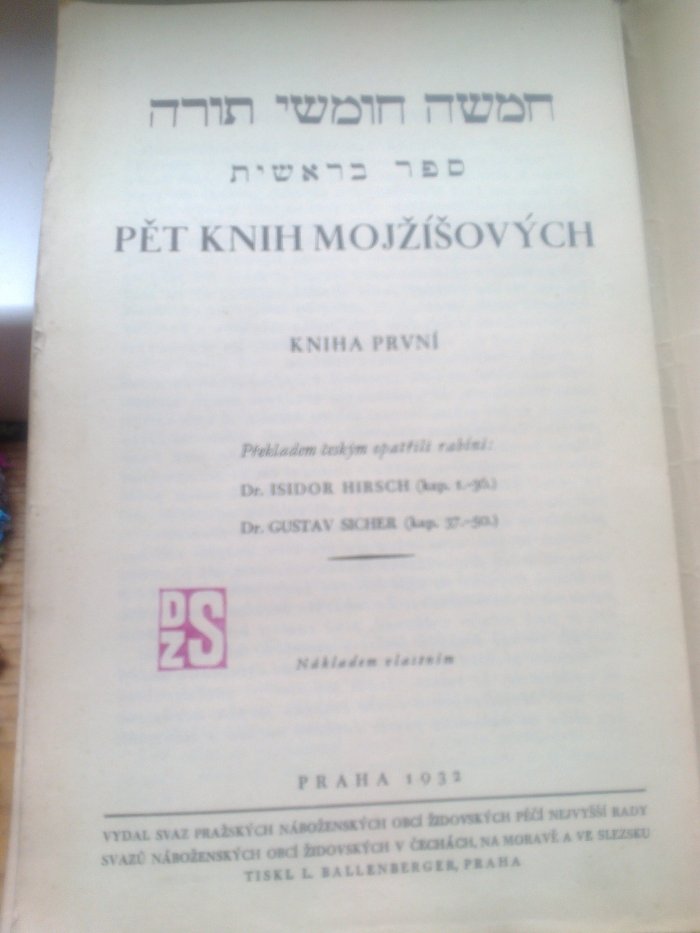 חמשה חומשי תורה
ספר בראשית
PĚT KNIH MOJŽÍŠOVÝCH
KNIHA PRVNÍ
Překladem českým opatřili rabíni:
Dr. ISIDOR HIRSCH (kap. 1.-36.)
Dr. GUSTAV SICHER (kap. 37.-50.)
DSZ
Nákladem vlastním
PRAHA 1932
VYDAL SVAZ PRAŽSKÝCH NÁBOŽENSKÝCH OBCÍ ŽIDOVSKÝCH PÉČÍ NEJVYŠŠÍ RADY
SVAZŮ NÁBOŽENSKÝCH OBCÍ ŽIDOVSKÝCH V ČECHÁCH, NA MORAVĚ A VE SLEZSKU
TISKL L. BALLENBERGER, PRAHA